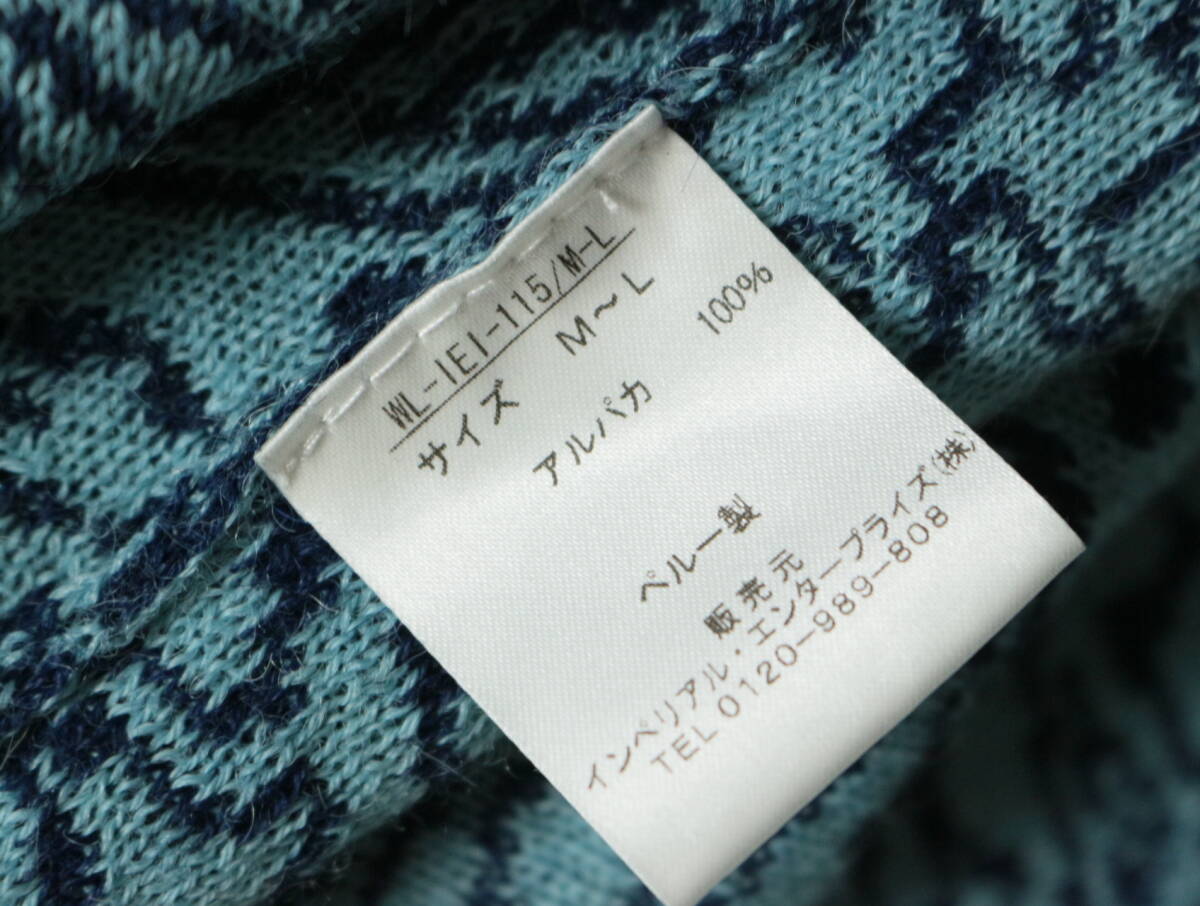 WL-IEI-115/M-L
サイズ M~L
アルパカ 100%
ペルー製
販売元
インペリアル・エンタープライズ(株)
TEL 0120-989-808